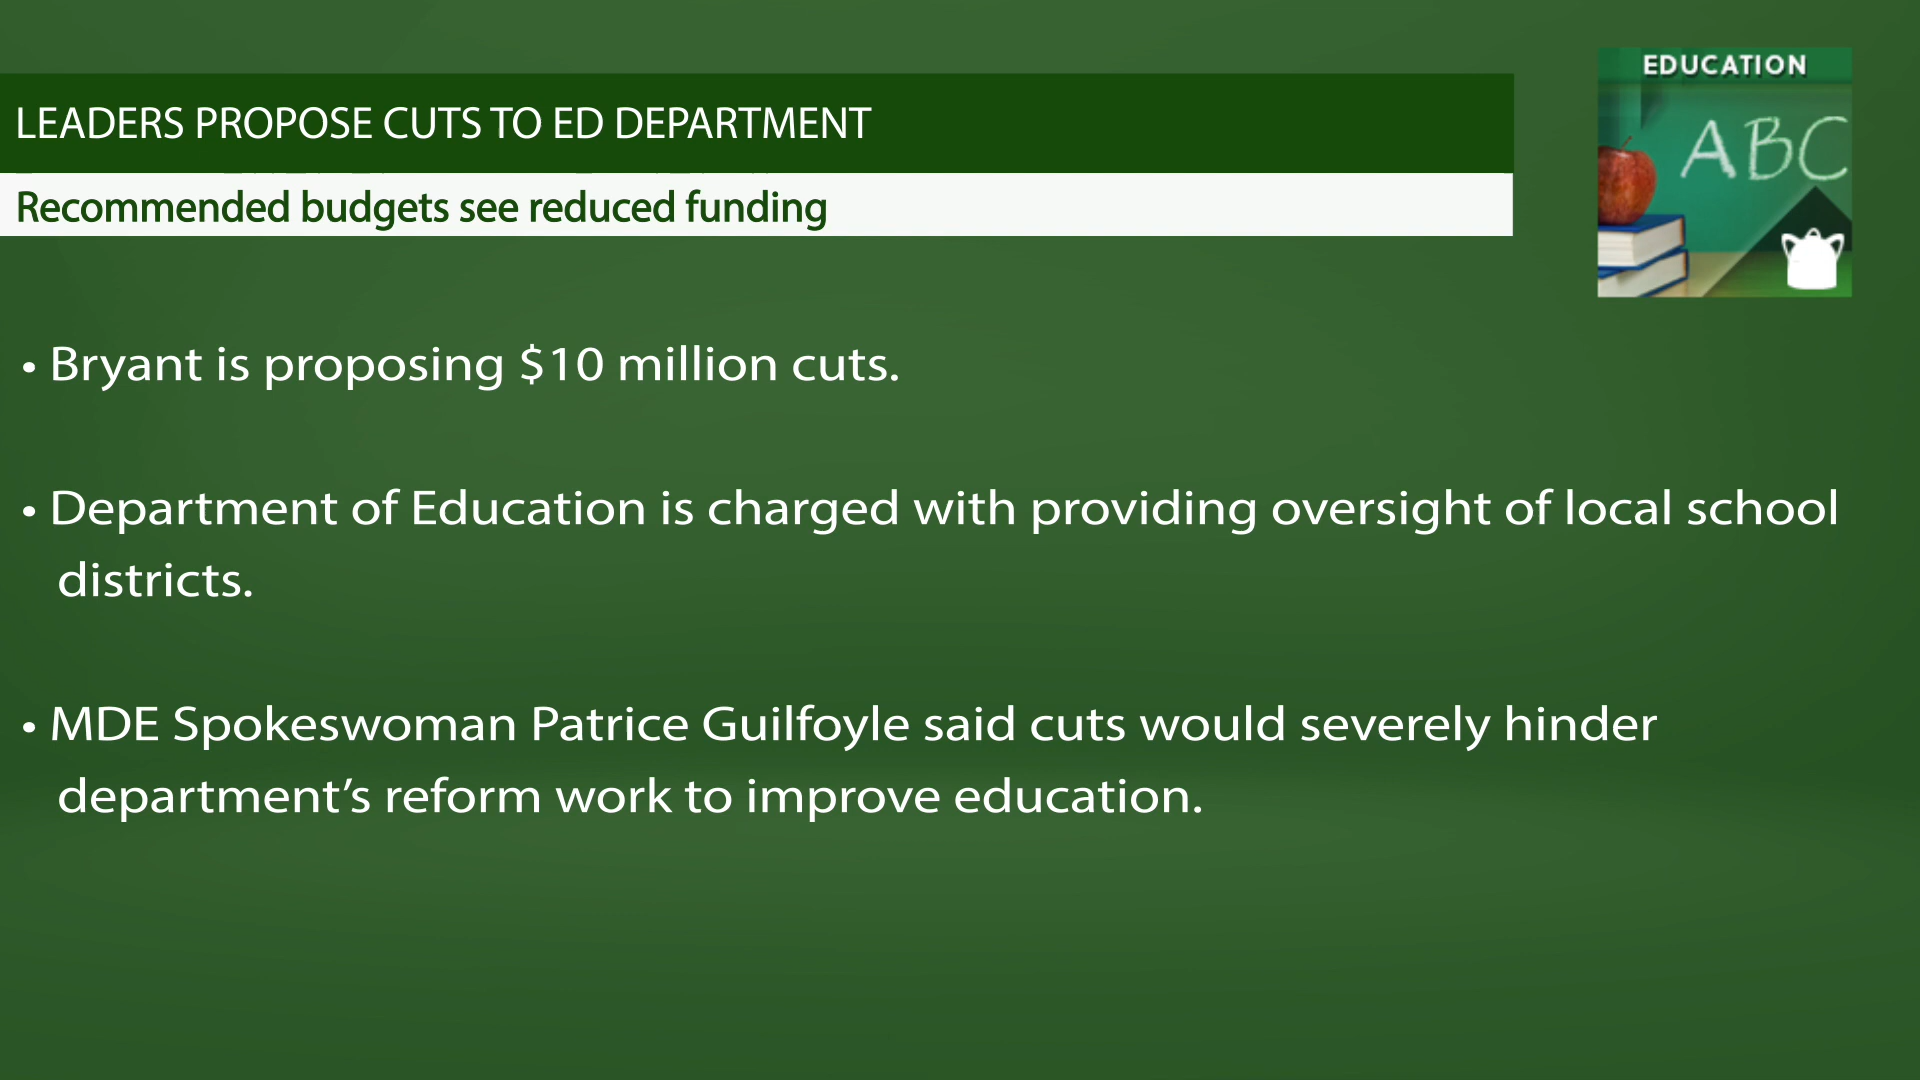 EDUCATION
LEADERS PROPOSE CUTS TO ED DEPARTMENT
ABC
Recommended budgets see reduced funding
• Bryant is proposing $10 million cuts.
• Department of Education is charged with providing oversight of local school
districts.
• MDE Spokeswoman Patrice Guilfoyle said cuts would severely hinder
department’s reform work to improve education.